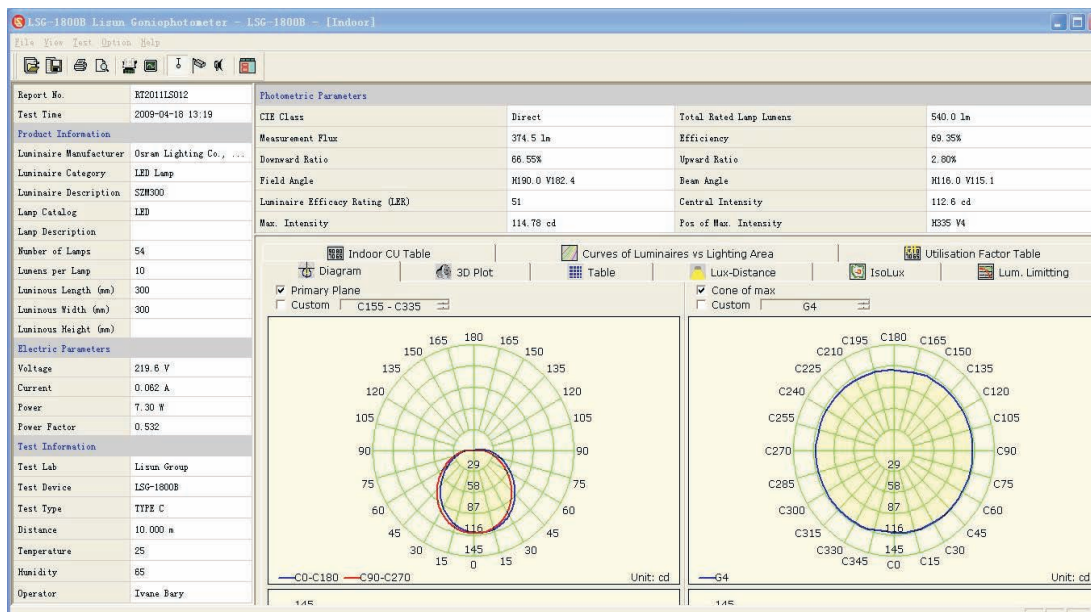 LSG-1800B Lisun Goniophotometer - LSG-1800B - [Indoor]
File View Test Option Help
Report No. RT2011LS012
Test Time 2009-04-18 13:19
Product Information
Luminaire Manufacturer Osram Lighting Co., ...
Luminaire Category LED Lamp
Luminaire Description SZM300
Lamp Catalog LED
Lamp Description
Number of Lamps 54
Lumens per Lamp 10
Luminous Length (mm) 300
Luminous Width (mm) 300
Luminous Height (mm)
Electric Parameters
Voltage 219.6 V
Current 0.062 A
Power 7.30 W
Power Factor 0.532
Test Information
Test Lab Lisun Group
Test Device LSG-1800B
Test Type TYPE C
Distance 10.000 m
Temperature 25
Humidity 65
Operator Ivane Bary
Photometric Parameters
CIE Class Direct Total Rated Lamp Lumens 540.0 lm
Measurement Flux 374.5 lm Efficiency 69.35%
Downward Ratio 66.55% Upward Ratio 2.80%
Field Angle H190.0 V182.4 Beam Angle H116.0 V115.1
Luminaire Efficacy Rating (LER) 51 Central Intensity 112.6 cd
Max. Intensity 114.78 cd Pos of Max. Intensity H335 V4
Indoor CU Table Curves of Luminaires vs Lighting Area Utilisation Factor Table
Diagram 3D Plot Table Lux-Distance IsoLux Lum. Limitting
Primary Plane
Custom C155 - C335
165 180 165
150 150
135 135
120 120
105 105
90 90
29
75 75
58
60 60
87
45 45
116
30 30
145
15 0 15
C0-C180 C90-C270 Unit: cd
145
Cone of max
Custom G4
C195 C180 C165
C210 C150
C225 C135
C240 C120
C255 C105
C270 C90
29
C285 C75
58
C300 C60
87
C315 C45
116
C330 C30
145
C345 C0 C15
G4 Unit: cd
145